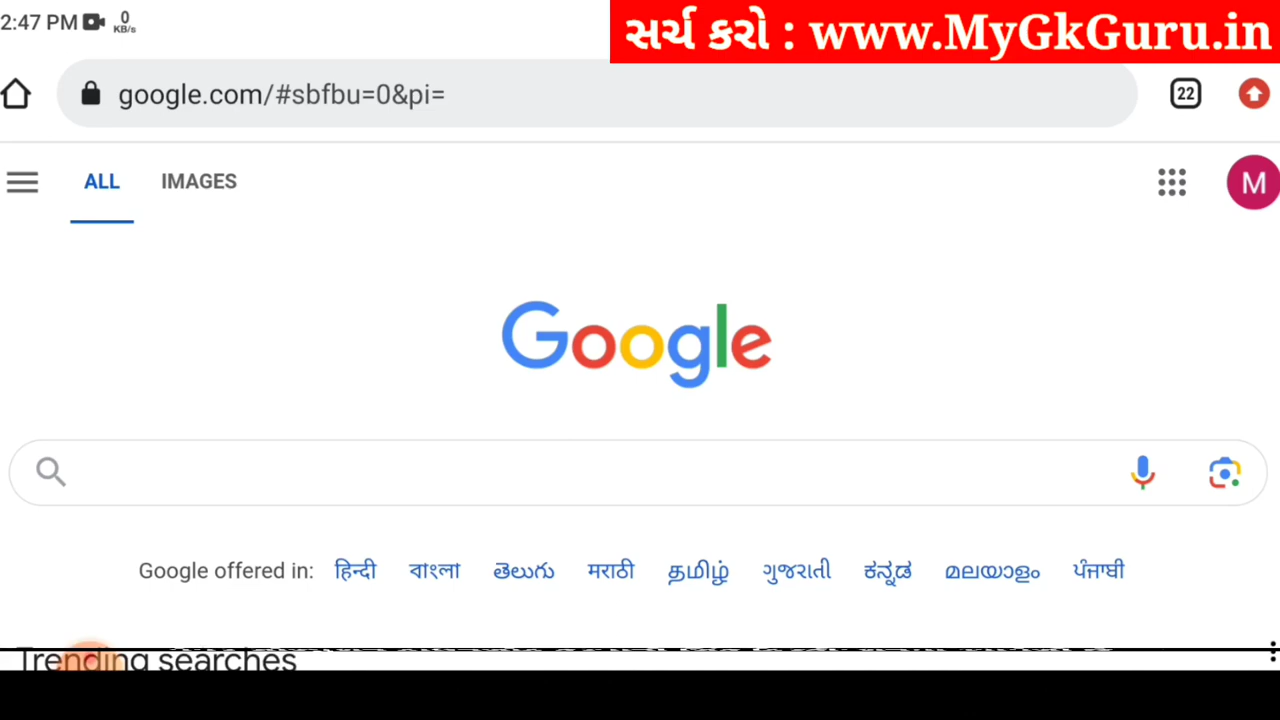 2:47 PM 0 KB/s
સર્ચ કરો : www.MyGkGuru.in
google.com/#sbfbu=0&pi=
22
ALL IMAGES
M
Google
Google offered in: हिन्दी বাংলা తెలుగు मराठी தமிழ் ગુજરાતી ಕನ್ನಡ മലയാളം ਪੰਜਾਬੀ
Trending searches